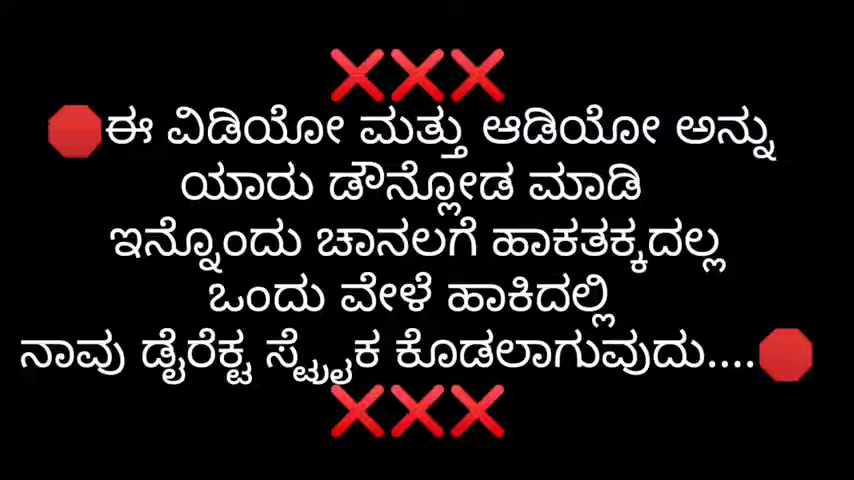 ❌❌❌
🛑ಈ ವಿಡಿಯೋ ಮತ್ತು ಆಡಿಯೋ ಅನ್ನು
ಯಾರು ಡೌನ್ಲೋಡ ಮಾಡಿ
ಇನ್ನೊಂದು ಚಾನಲಗೆ ಹಾಕತಕ್ಕದಲ್ಲ
ಒಂದು ವೇಳೆ ಹಾಕಿದಲ್ಲಿ
ನಾವು ಡೈರೆಕ್ಟ ಸ್ಟ್ರೈಕ ಕೊಡಲಾಗುವುದು....🛑
❌❌❌